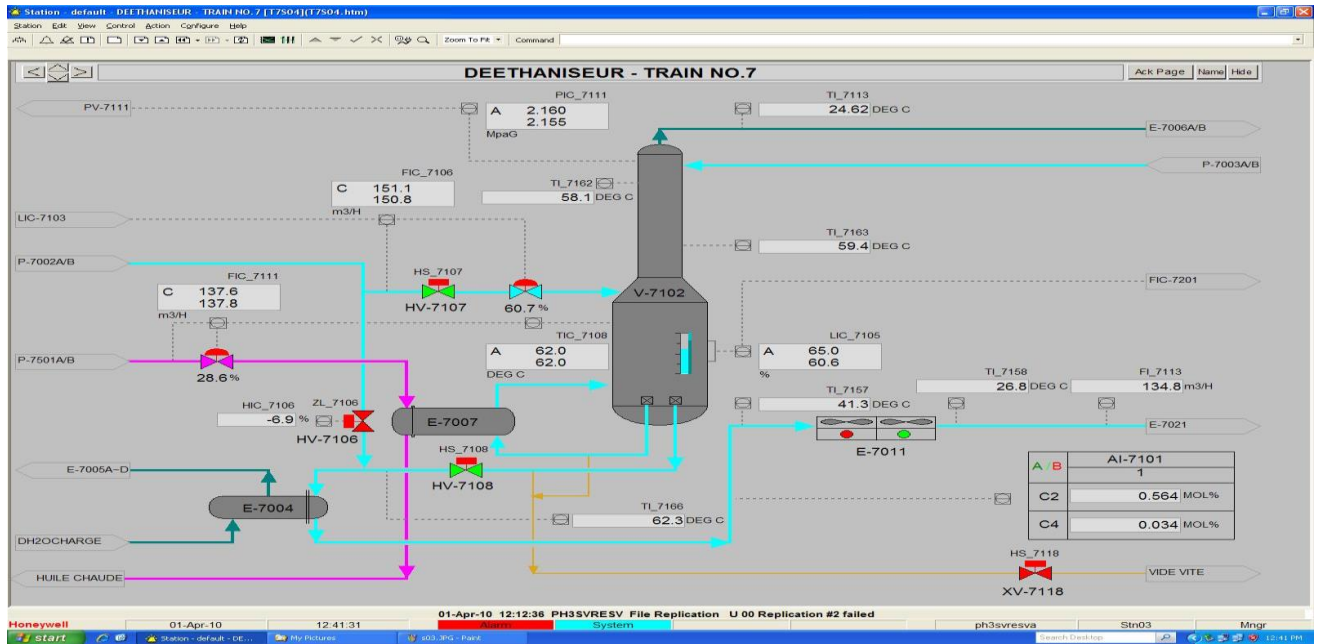 Station - default - DEETHANISEUR - TRAIN NO.7 [T7S04](T7S04.htm)
Station Edit View Control Action Configure Help
Zoom To Fit Command
DEETHANISEUR - TRAIN NO.7
Ack Page Name Hide
PV-7111
PIC_7111
A 2.160
2.155
MpaG
TI_7113
24.62 DEG C
E-7006A/B
P-7003A/B
FIC_7106
C 151.1
150.8
m3/H
TI_7162
58.1 DEG C
LIC-7103
TI_7163
59.4 DEG C
P-7002A/B
FIC_7111
C 137.6
137.8
m3/H
HS_7107
HV-7107
60.7 %
V-7102
FIC-7201
TIC_7108
A 62.0
62.0
DEG C
LIC_7105
A 65.0
60.6
%
P-7501A/B
28.6 %
TI_7157
41.3 DEG C
TI_7158
26.8 DEG C
FI_7113
134.8 m3/H
HIC_7106
-6.9 %
ZL_7106
HV-7106
E-7007
E-7011
E-7021
HS_7108
HV-7108
E-7005A-D
E-7004
TI_7166
62.3 DEG C
A/B AI-7101
1
C2 0.564 MOL%
C4 0.034 MOL%
DH2OCHARGE
HUILE CHAUDE
HS_7118
XV-7118
VIDE VITE
01-Apr-10 12:12:36 PH3SVRESV File Replication U 00 Replication #2 failed
Honeywell 01-Apr-10 12:41:31 Alarm System ph3svresva Stn03 Mngr
start Station - default - DE... My Pictures s03.JPG - Paint Search Desktop 12:41 PM